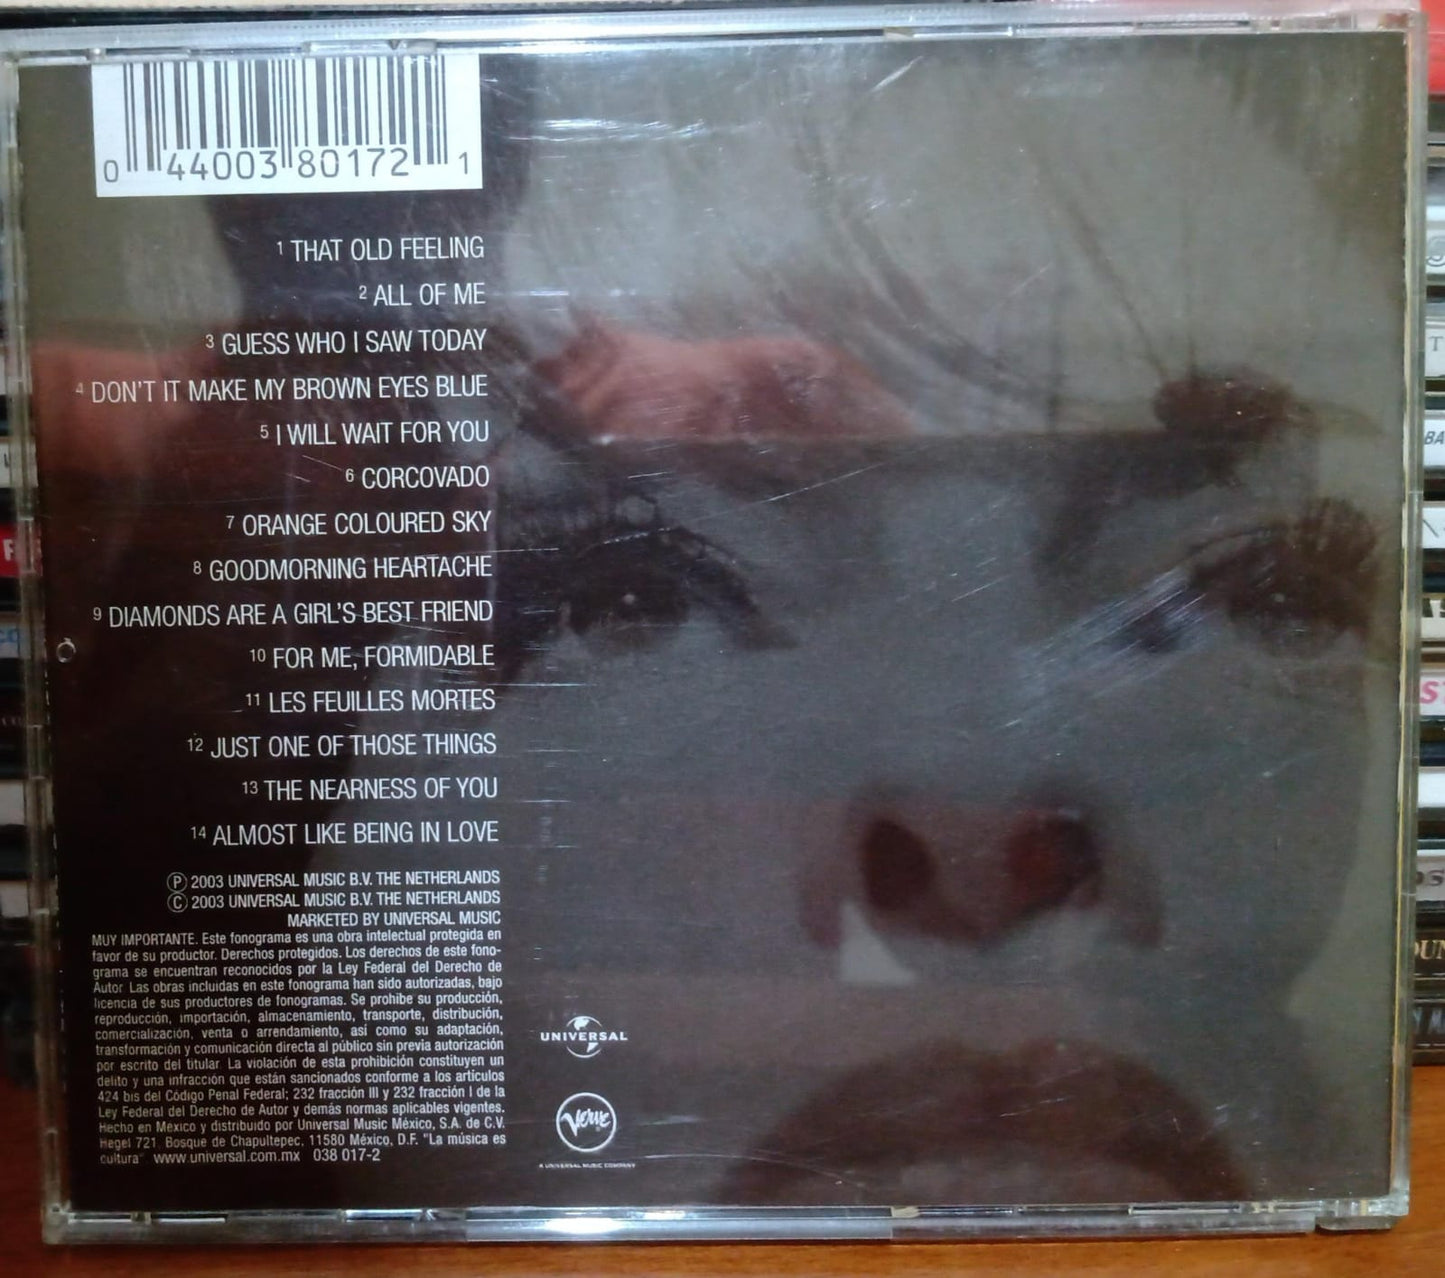 0 44003 80172 1
1 THAT OLD FEELING
2 ALL OF ME
3 GUESS WHO I SAW TODAY
4 DON'T IT MAKE MY BROWN EYES BLUE
5 I WILL WAIT FOR YOU
6 CORCOVADO
7 ORANGE COLOURED SKY
8 GOODMORNING HEARTACHE
9 DIAMONDS ARE A GIRL'S BEST FRIEND
10 FOR ME, FORMIDABLE
11 LES FEUILLES MORTES
12 JUST ONE OF THOSE THINGS
13 THE NEARNESS OF YOU
14 ALMOST LIKE BEING IN LOVE
Ⓟ 2003 UNIVERSAL MUSIC B.V. THE NETHERLANDS
Ⓒ 2003 UNIVERSAL MUSIC B.V. THE NETHERLANDS
MARKETED BY UNIVERSAL MUSIC
MUY IMPORTANTE. Este fonograma es una obra intelectual protegida en
favor de su productor. Derechos protegidos. Los derechos de este fono-
grama se encuentran reconocidos por la Ley Federal del Derecho de
Autor. Las obras incluidas en este fonograma han sido autorizadas, bajo
licencia de sus productores de fonogramas. Se prohibe su producción,
reproducción, importación, almacenamiento, transporte, distribución,
comercialización, venta o arrendamiento, así como su adaptación,
transformación y comunicación directa al público sin previa autorización
por escrito del titular. La violación de esta prohibición constituyen un
delito y una infracción que están sancionados conforme a los artículos
424 bis del Código Penal Federal; 232 fracción III y 232 fracción I de la
Ley Federal del Derecho de Autor y demás normas aplicables vigentes.
Hecho en México y distribuido por Universal Music México, S.A. de C.V.
Hegel 721. Bosque de Chapultepec, 11580 México, D.F. "La música es
cultura" www.universal.com.mx 038 017-2
UNIVERSAL
Verve
A UNIVERSAL MUSIC COMPANY